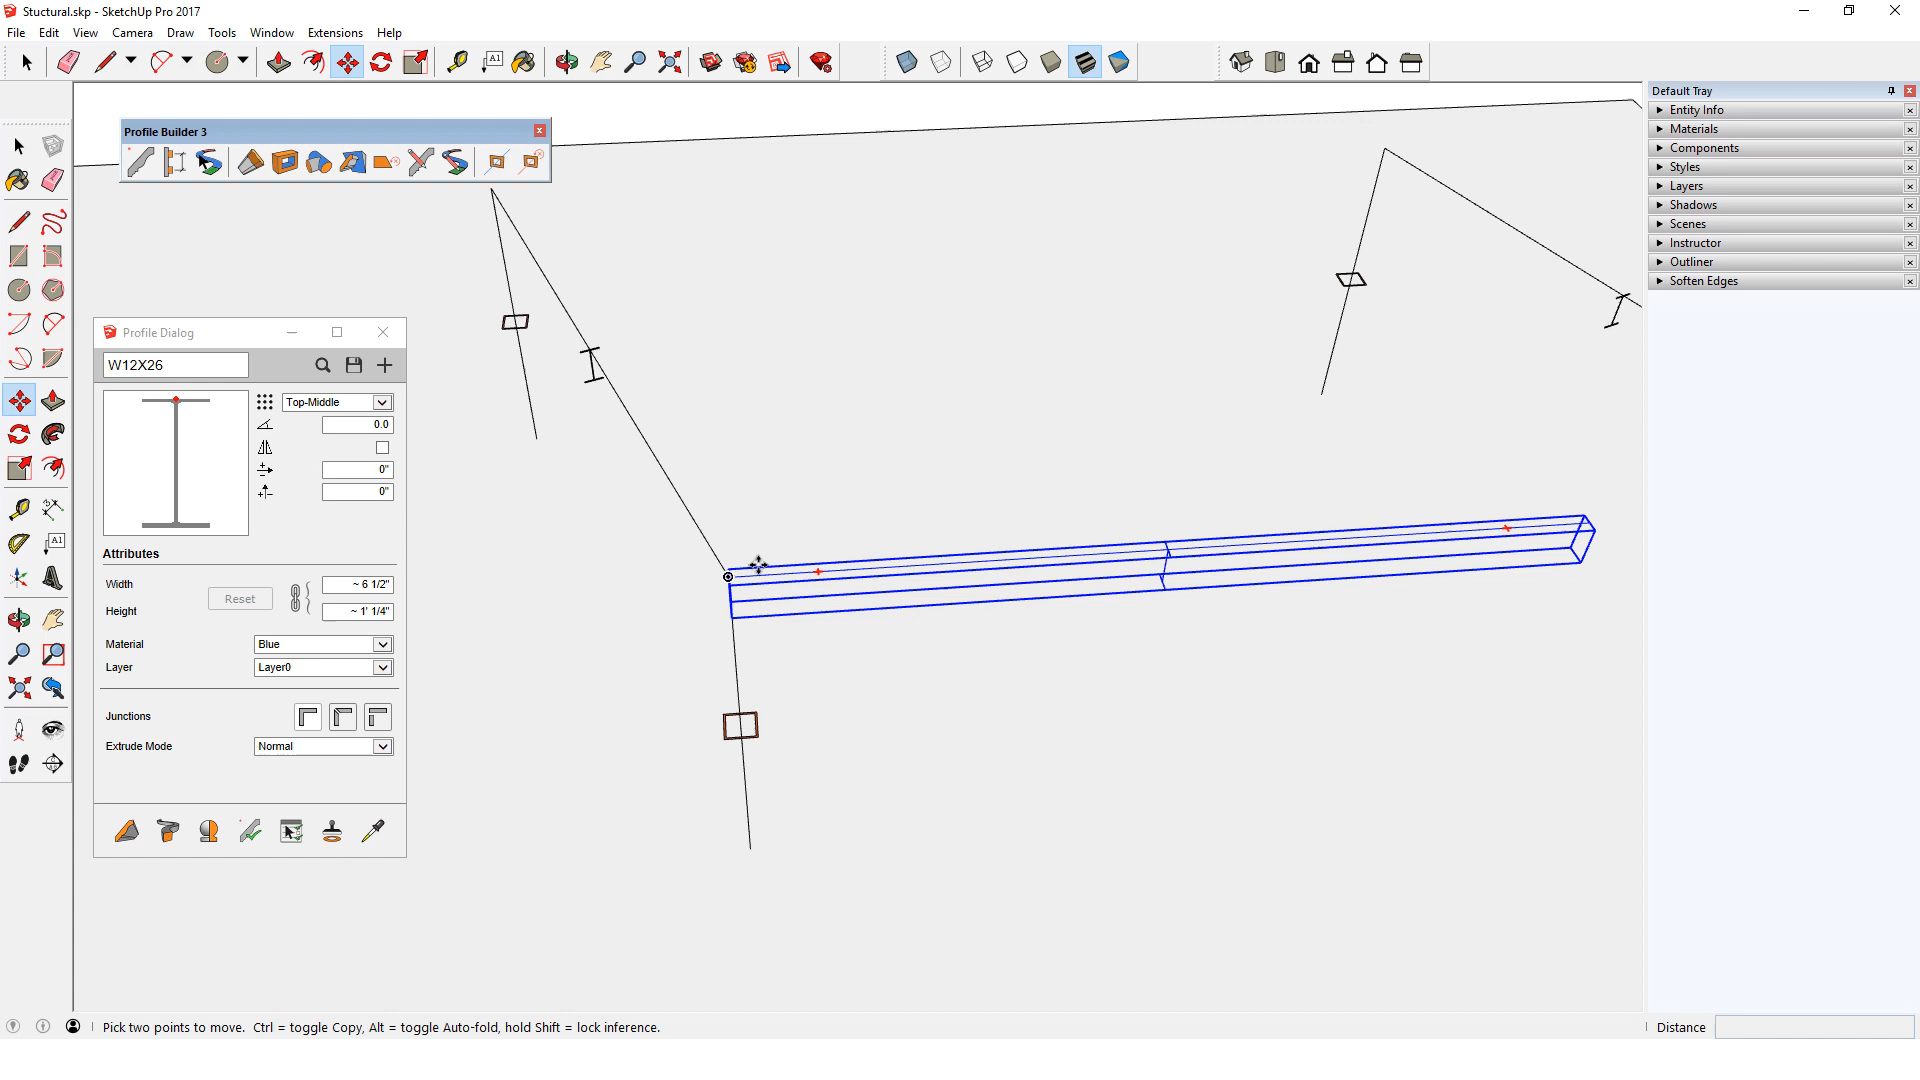 Stuctural.skp - SketchUp Pro 2017
File Edit View Camera Draw Tools Window Extensions Help
A1
Default Tray
Entity Info
Materials
Components
Styles
Layers
Shadows
Scenes
Instructor
Outliner
Soften Edges
Profile Builder 3
Profile Dialog
W12X26
Top-Middle
0.0
0"
0"
Attributes
Width ~ 6 1/2"
Reset
Height ~ 1' 1/4"
Material Blue
Layer Layer0
Junctions
Extrude Mode Normal
A1
Pick two points to move. Ctrl = toggle Copy, Alt = toggle Auto-fold, hold Shift = lock inference.
Distance